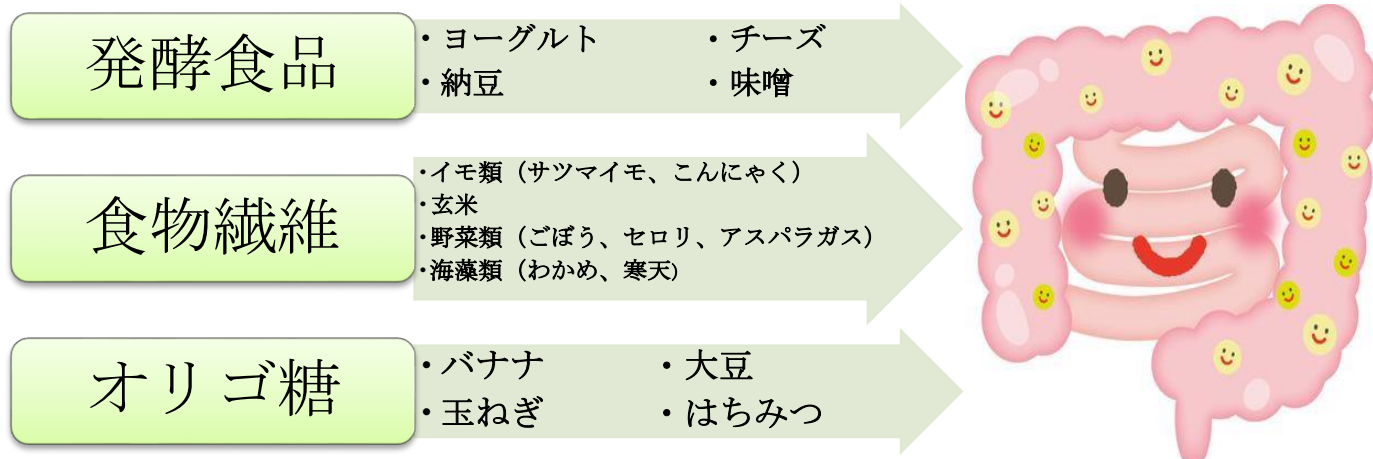 発酵食品
・ヨーグルト ・チーズ
・納豆 ・味噌
食物繊維
・イモ類（サツマイモ、こんにゃく）
・玄米
・野菜類（ごぼう、セロリ、アスパラガス）
・海藻類（わかめ、寒天)
オリゴ糖
・バナナ ・大豆
・玉ねぎ ・はちみつ